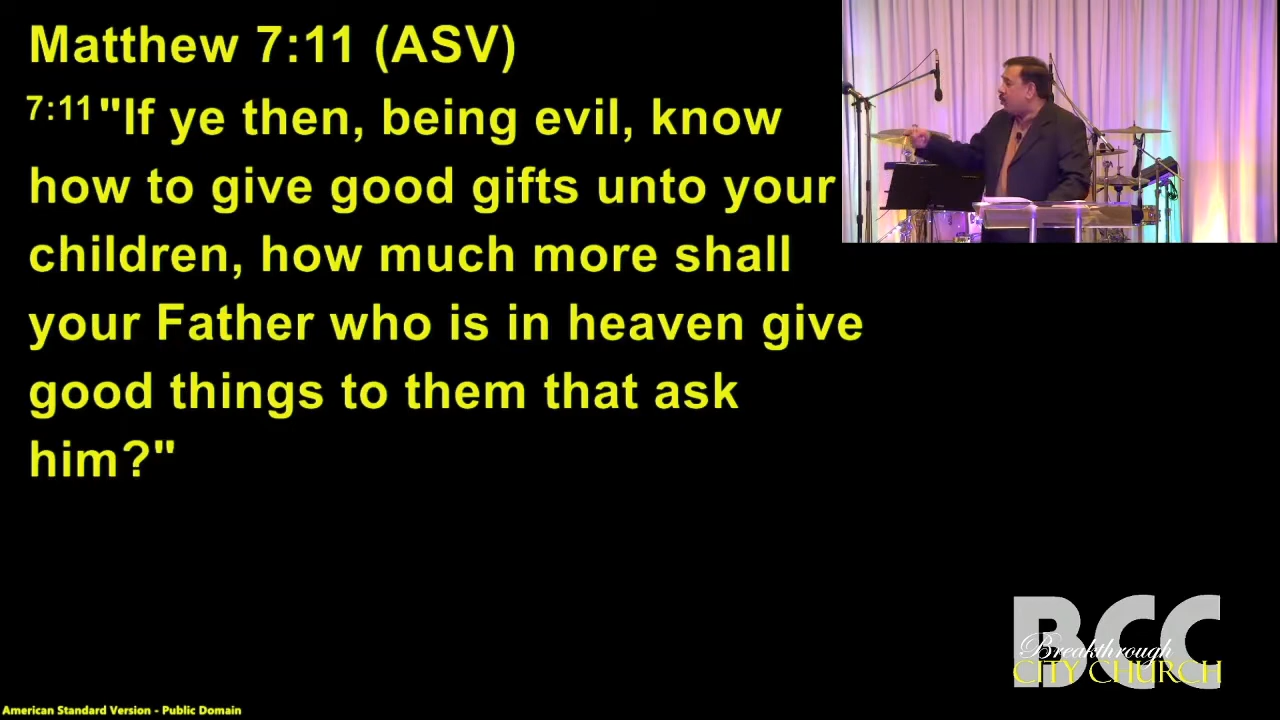 Matthew 7:11 (ASV)
7:11 "If ye then, being evil, know
how to give good gifts unto your
children, how much more shall
your Father who is in heaven give
good things to them that ask
him?"
BCC
Breakthrough
CITY CHURCH
American Standard Version - Public Domain